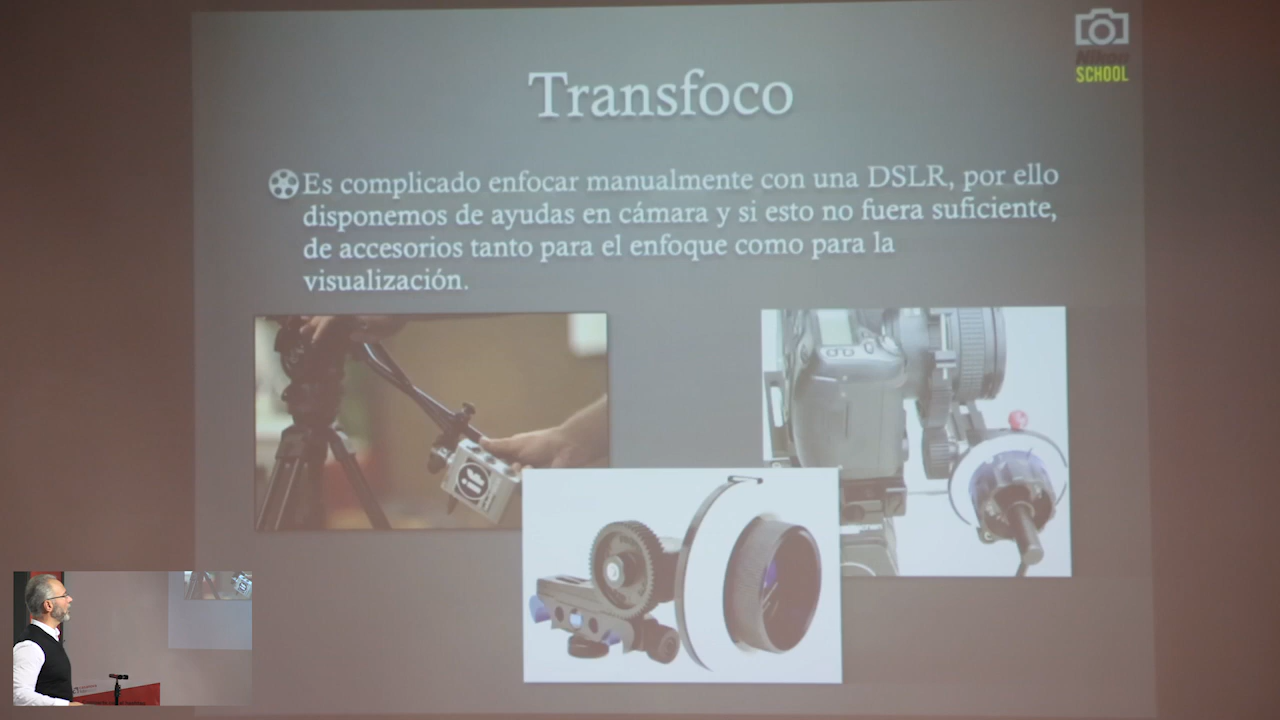 SCHOOL
Transfoco
Es complicado enfocar manualmente con una DSLR, por ello
disponemos de ayudas en cámara y si esto no fuera suficiente,
de accesorios tanto para el enfoque como para la
visualización.